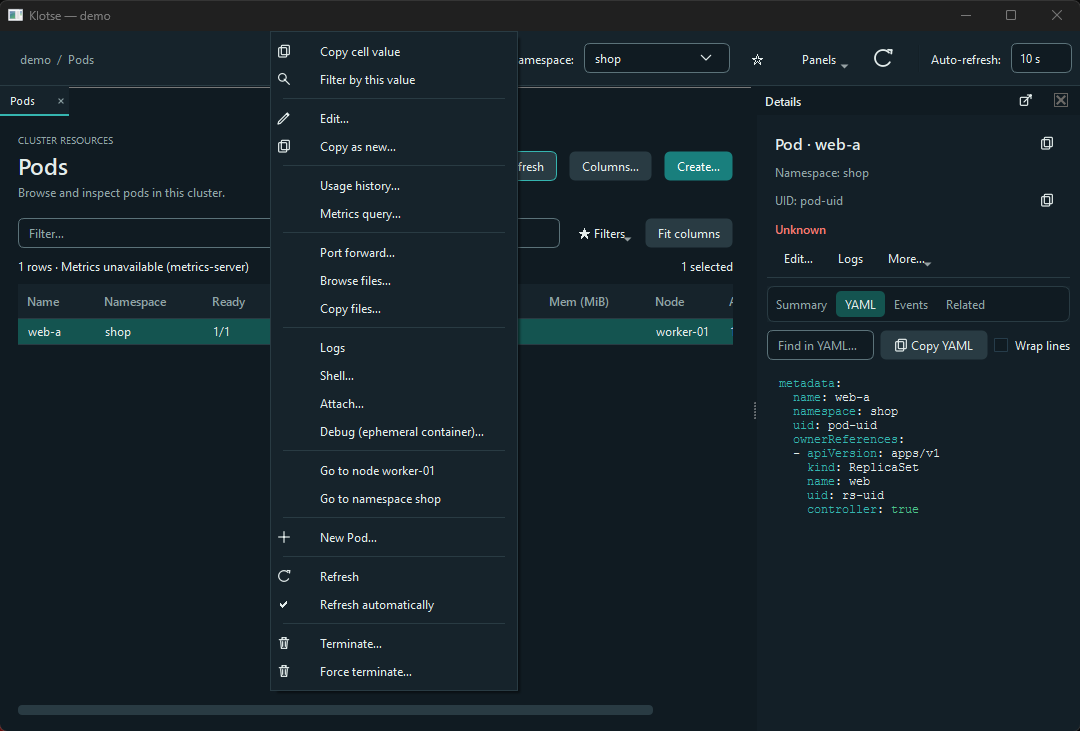 Klotse — demo
demo / Pods
amespace:
shop
Panels
Auto-refresh:
10 s
Pods ×
CLUSTER RESOURCES
Pods
Browse and inspect pods in this cluster.
fresh
Columns...
Create...
Filter...
Filters
Fit columns
1 rows · Metrics unavailable (metrics-server)
1 selected
Name Namespace Ready Mem (MiB) Node
web-a shop 1/1 worker-01
Copy cell value
Filter by this value
Edit...
Copy as new...
Usage history...
Metrics query...
Port forward...
Browse files...
Copy files...
Logs
Shell...
Attach...
Debug (ephemeral container)...
Go to node worker-01
Go to namespace shop
New Pod...
Refresh
Refresh automatically
Terminate...
Force terminate...
Details
Pod · web-a
Namespace: shop
UID: pod-uid
Unknown
Edit... Logs More...
Summary YAML Events Related
Find in YAML...
Copy YAML
Wrap lines
metadata:
name: web-a
namespace: shop
uid: pod-uid
ownerReferences:
- apiVersion: apps/v1
kind: ReplicaSet
name: web
uid: rs-uid
controller: true